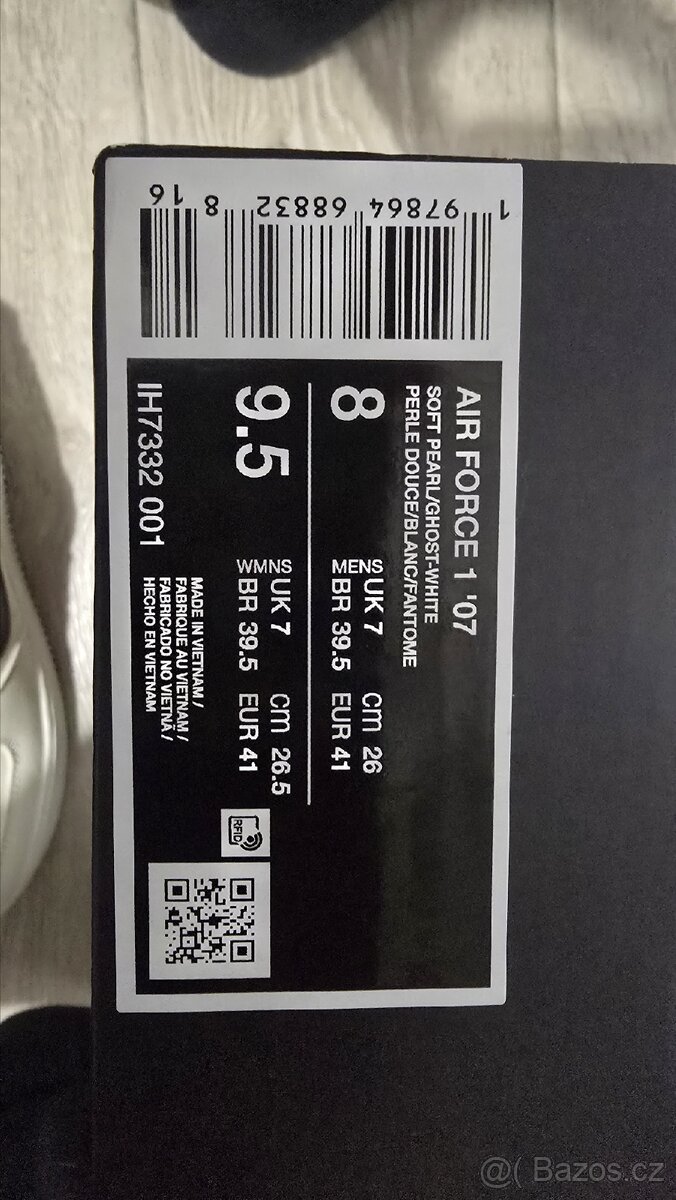 1 97864 68832 8 16
AIR FORCE 1 '07
SOFT PEARL/GHOST-WHITE
PERLE DOUCE/BLANC/FANTOME
8 MENS UK 7 cm 26
BR 39.5 EUR 41
9.5 WMNS UK 7 cm 26.5
BR 39.5 EUR 41
IH7332 001
MADE IN VIETNAM /
FABRIQUE AU VIETNAM /
FABRICADO NO VIETNÃ /
HECHO EN VIETNAM
RFID
@( Bazos.cz